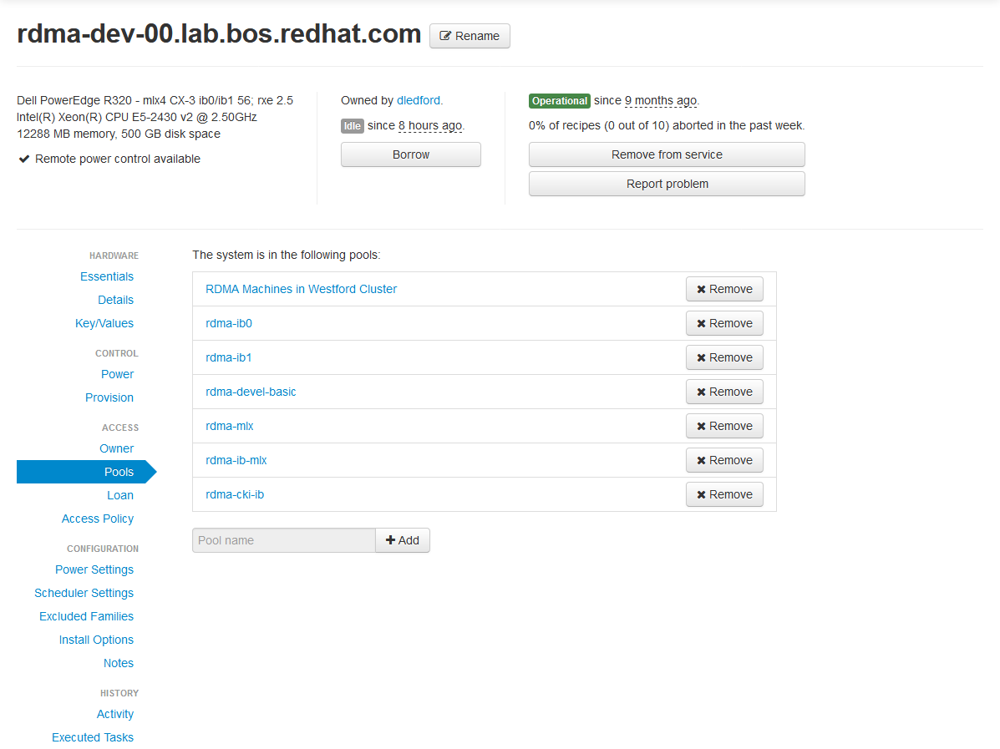 rdma-dev-00.lab.bos.redhat.com Rename
Dell PowerEdge R320 - mlx4 CX-3 ib0/ib1 56; rxe 2.5
Intel(R) Xeon(R) CPU E5-2430 v2 @ 2.50GHz
12288 MB memory, 500 GB disk space
Remote power control available
Owned by dledford.
Idle since 8 hours ago.
Borrow
Operational since 9 months ago.
0% of recipes (0 out of 10) aborted in the past week.
Remove from service
Report problem
HARDWARE
Essentials
Details
Key/Values
CONTROL
Power
Provision
ACCESS
Owner
Pools
Loan
Access Policy
CONFIGURATION
Power Settings
Scheduler Settings
Excluded Families
Install Options
Notes
HISTORY
Activity
Executed Tasks
The system is in the following pools:
RDMA Machines in Westford Cluster Remove
rdma-ib0 Remove
rdma-ib1 Remove
rdma-devel-basic Remove
rdma-mlx Remove
rdma-ib-mlx Remove
rdma-cki-ib Remove
Pool name Add